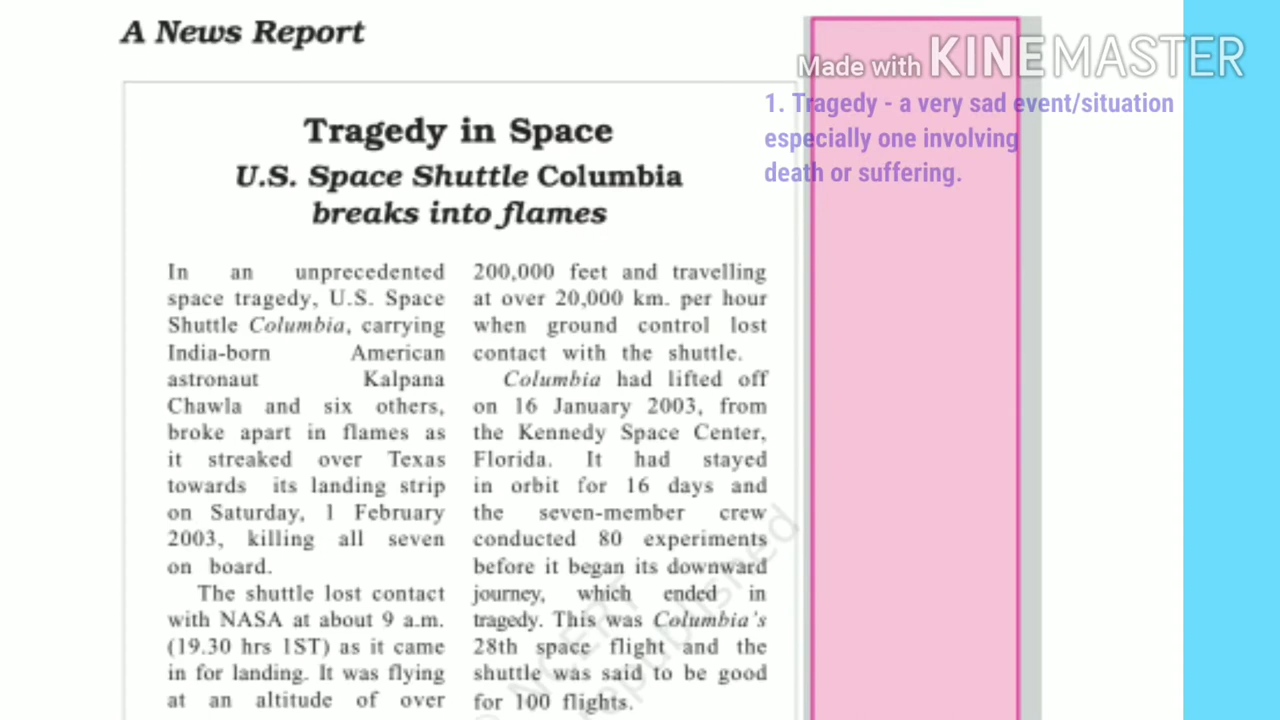 A News Report
Made with KINEMASTER
1. Tragedy - a very sad event/situation
especially one involving
death or suffering.
Tragedy in Space
U.S. Space Shuttle Columbia
breaks into flames
In an unprecedented
space tragedy, U.S. Space
Shuttle Columbia, carrying
India-born American
astronaut Kalpana
Chawla and six others,
broke apart in flames as
it streaked over Texas
towards its landing strip
on Saturday, 1 February
2003, killing all seven
on board.
The shuttle lost contact
with NASA at about 9 a.m.
(19.30 hrs 1ST) as it came
in for landing. It was flying
at an altitude of over
200,000 feet and travelling
at over 20,000 km. per hour
when ground control lost
contact with the shuttle.
Columbia had lifted off
on 16 January 2003, from
the Kennedy Space Center,
Florida. It had stayed
in orbit for 16 days and
the seven-member crew
conducted 80 experiments
before it began its downward
journey, which ended in
tragedy. This was Columbia's
28th space flight and the
shuttle was said to be good
for 100 flights.
© NCERT
republished